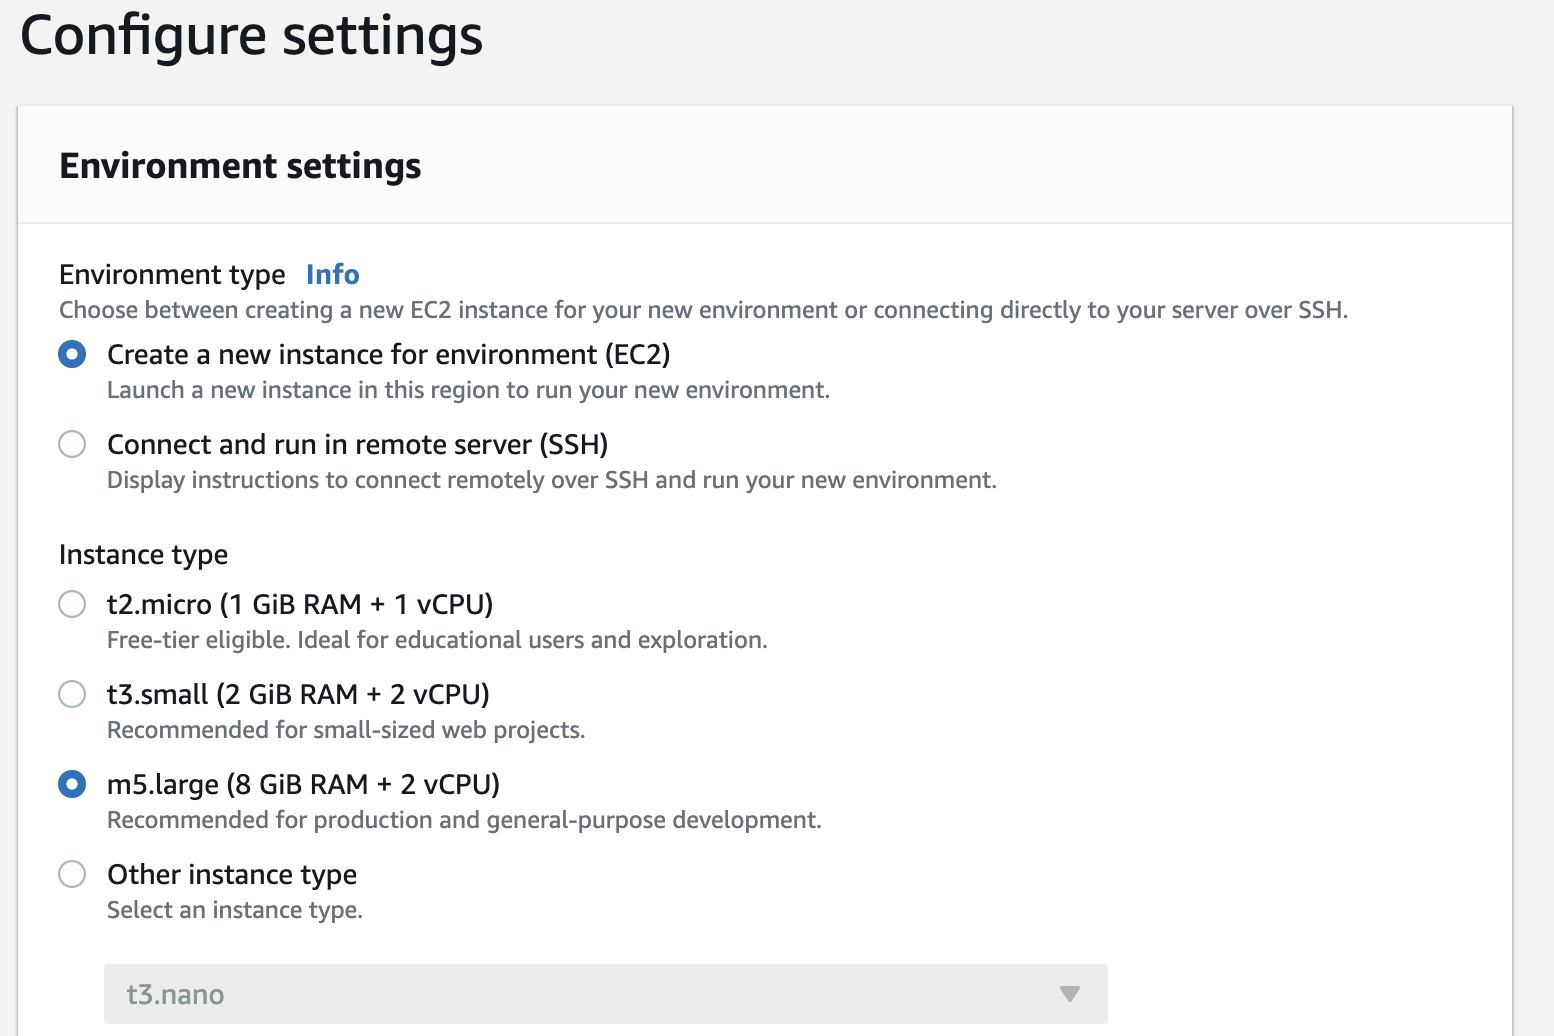 Configure settings
Environment settings
Environment type Info
Choose between creating a new EC2 instance for your new environment or connecting directly to your server over SSH.
Create a new instance for environment (EC2)
Launch a new instance in this region to run your new environment.
Connect and run in remote server (SSH)
Display instructions to connect remotely over SSH and run your new environment.
Instance type
t2.micro (1 GiB RAM + 1 vCPU)
Free-tier eligible. Ideal for educational users and exploration.
t3.small (2 GiB RAM + 2 vCPU)
Recommended for small-sized web projects.
m5.large (8 GiB RAM + 2 vCPU)
Recommended for production and general-purpose development.
Other instance type
Select an instance type.
t3.nano